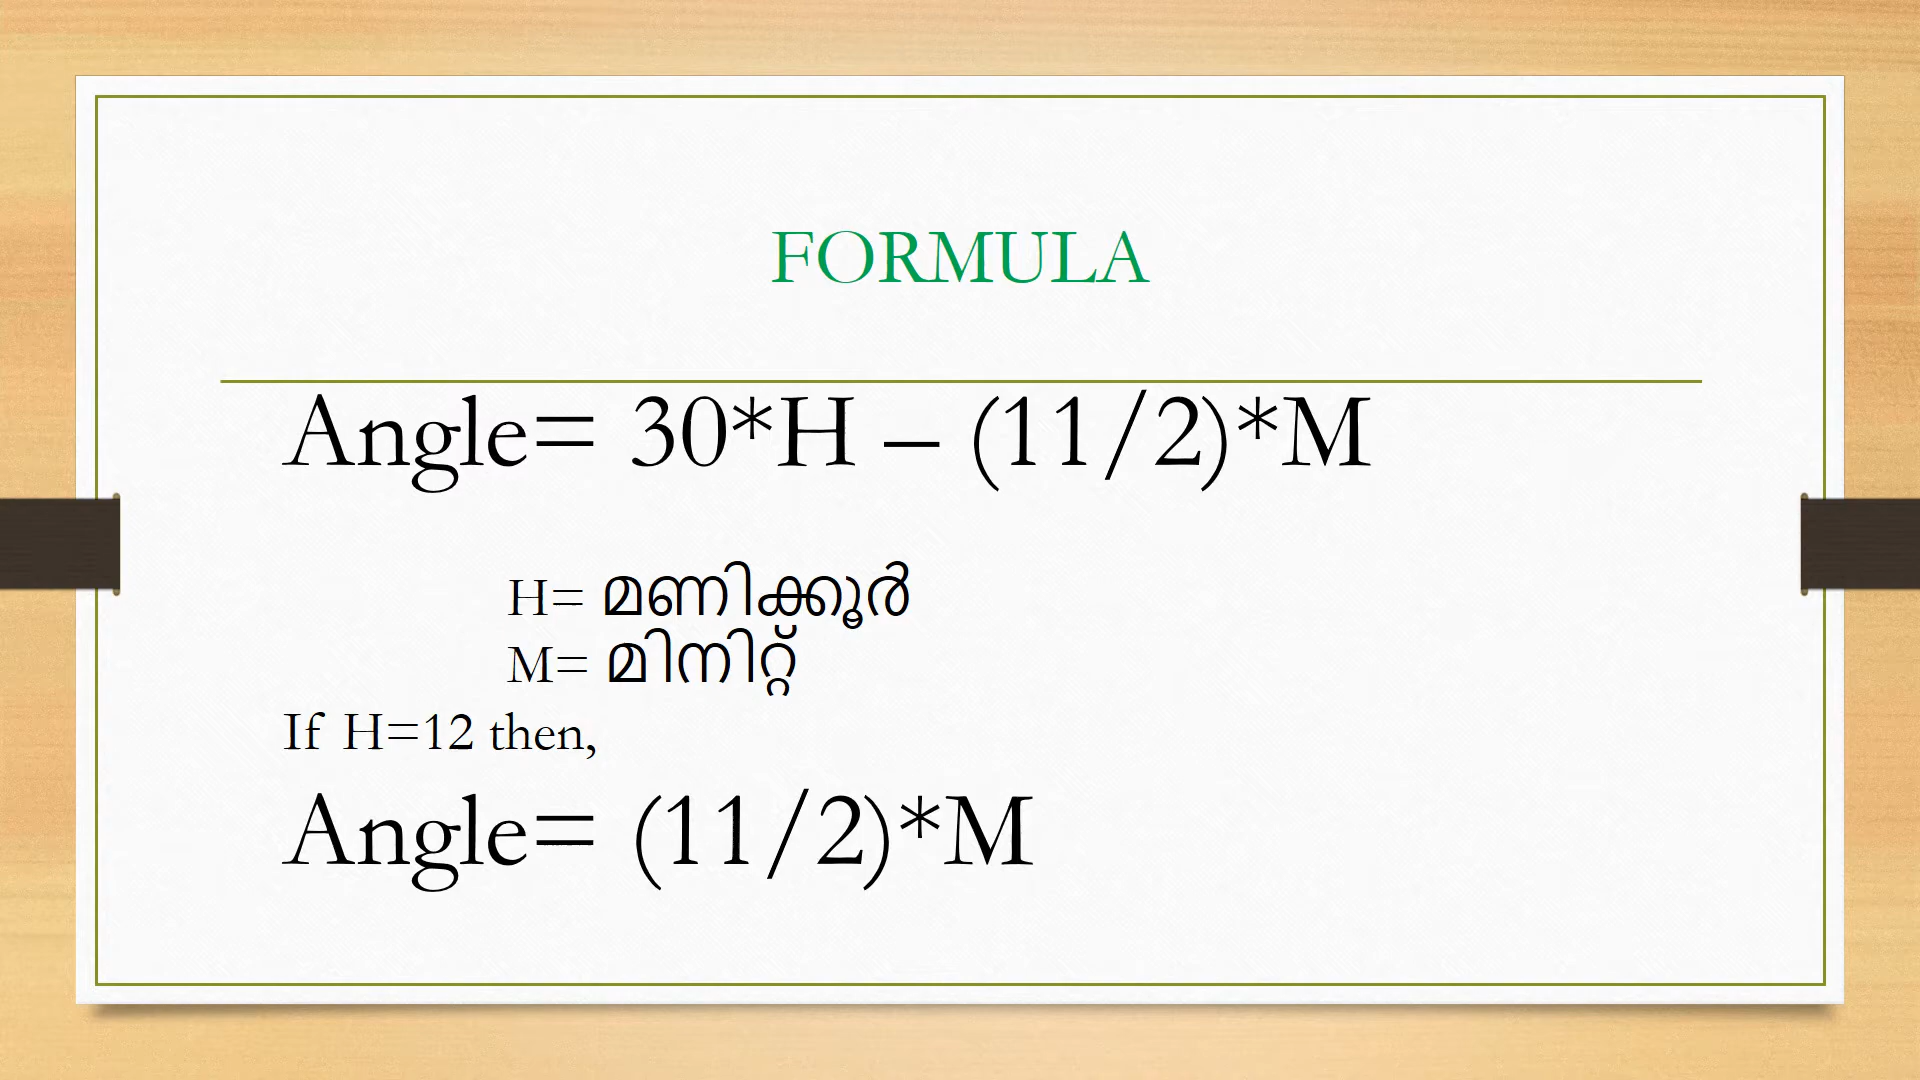 FORMULA
Angle= 30*H – (11/2)*M
H= മണിക്കൂർ
M= മിനിറ്റ്
If H=12 then,
Angle= (11/2)*M